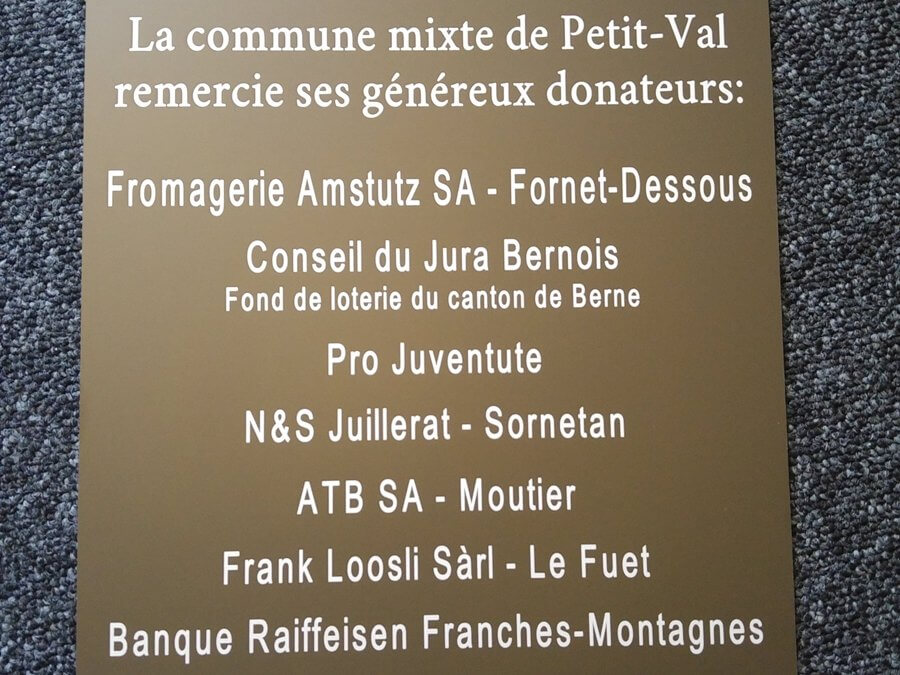 La commune mixte de Petit-Val
remercie ses généreux donateurs:
Fromagerie Amstutz SA - Fornet-Dessous
Conseil du Jura Bernois
Fond de loterie du canton de Berne
Pro Juventute
N&S Juillerat - Sornetan
ATB SA - Moutier
Frank Loosli Sàrl - Le Fuet
Banque Raiffeisen Franches-Montagnes